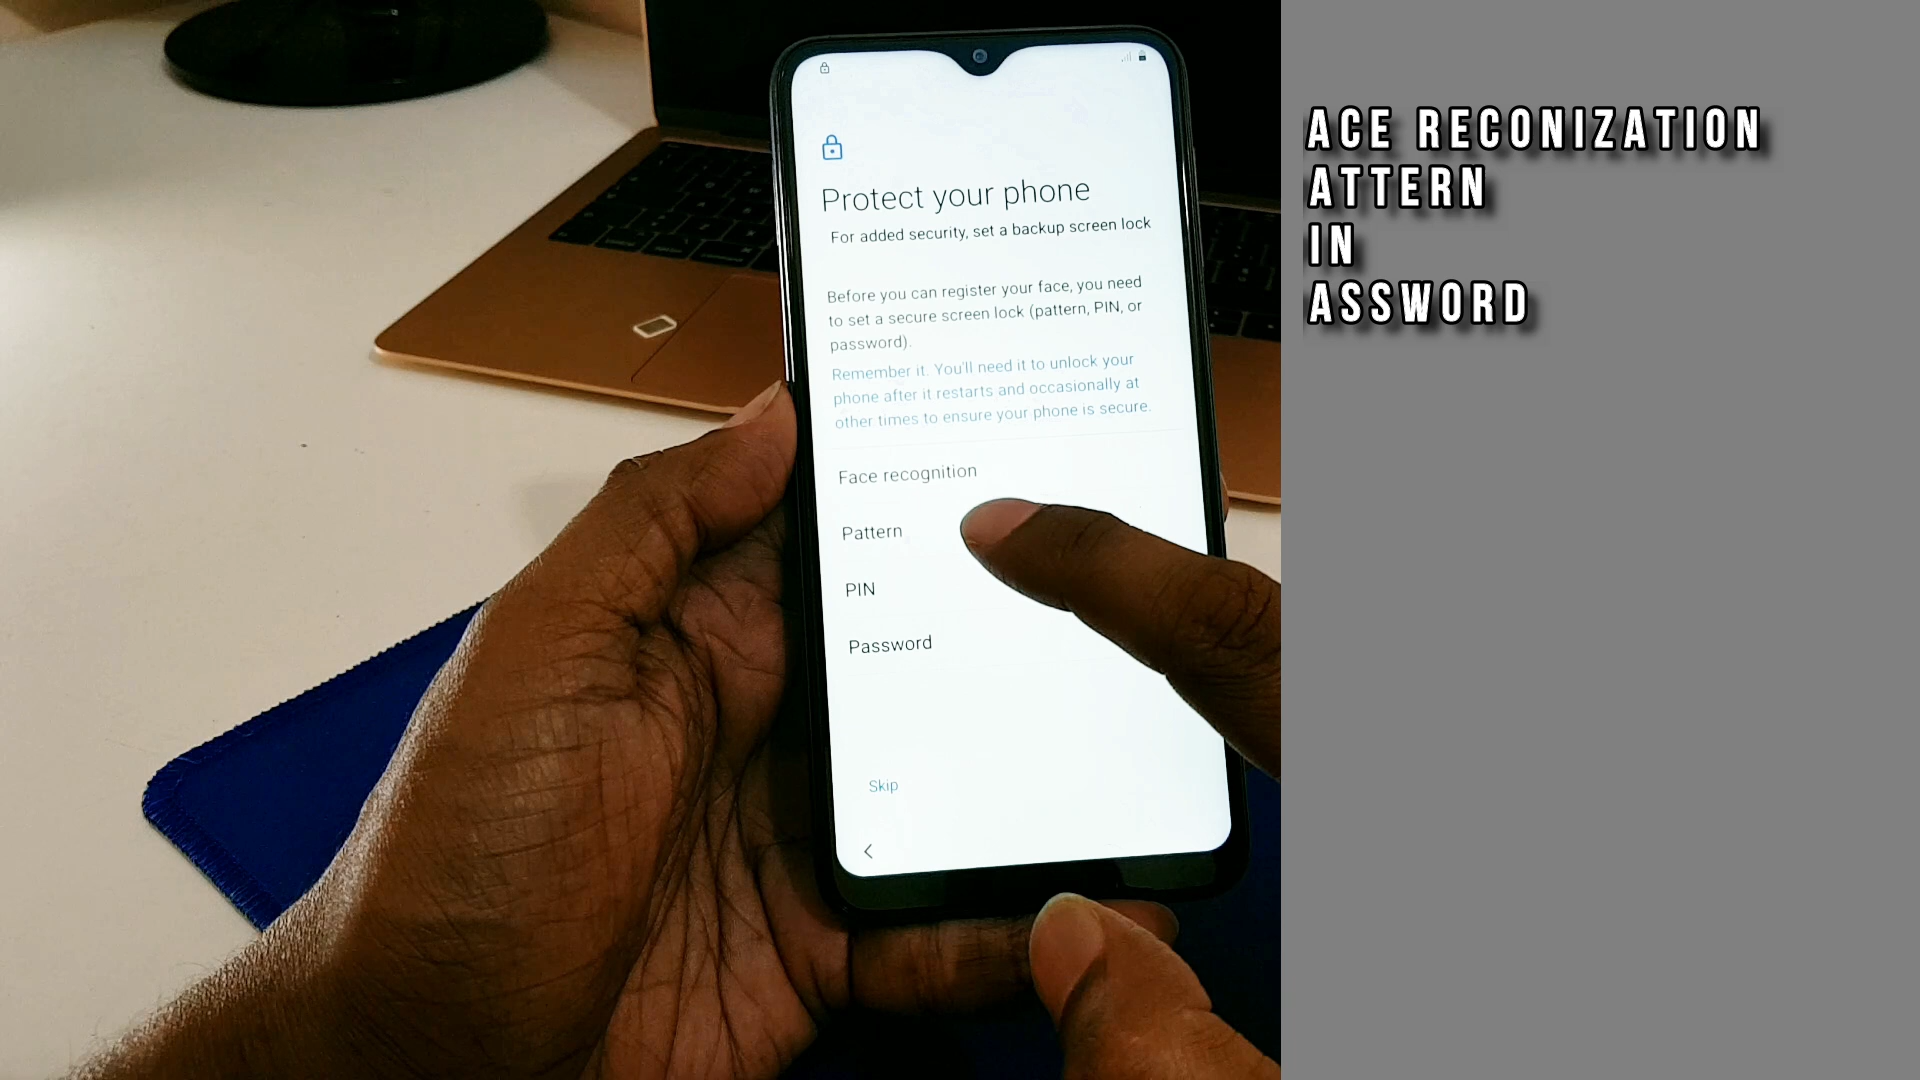 Protect your phone
For added security, set a backup screen lock
Before you can register your face, you need
to set a secure screen lock (pattern, PIN, or
password).
Remember it. You'll need it to unlock your
phone after it restarts and occasionally at
other times to ensure your phone is secure.
Face recognition
Pattern
PIN
Password
Skip
ACE RECONIZATION
ATTERN
IN
ASSWORD